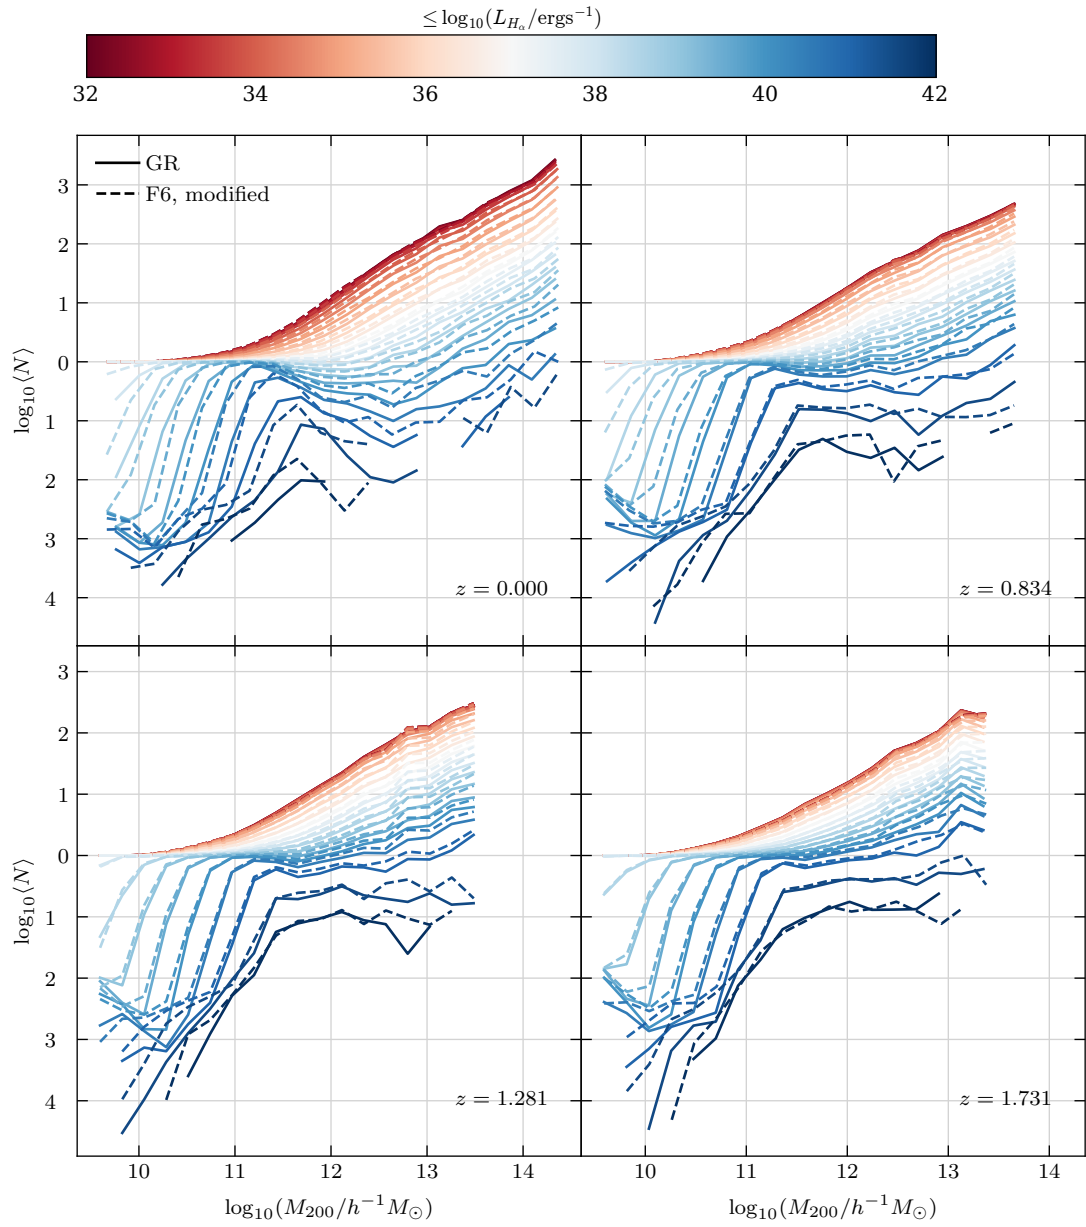 ≤ log₁₀(L_{Hα}/ergs⁻¹)
32 34 36 38 40 42
GR
F6, modified
3
2
1
0
1
2
3
4
log₁₀⟨N⟩
z = 0.000
z = 0.834
3
2
1
0
1
2
3
4
log₁₀⟨N⟩
z = 1.281
z = 1.731
10 11 12 13 14 10 11 12 13 14
log₁₀(M₂₀₀/h⁻¹M⊙) log₁₀(M₂₀₀/h⁻¹M⊙)